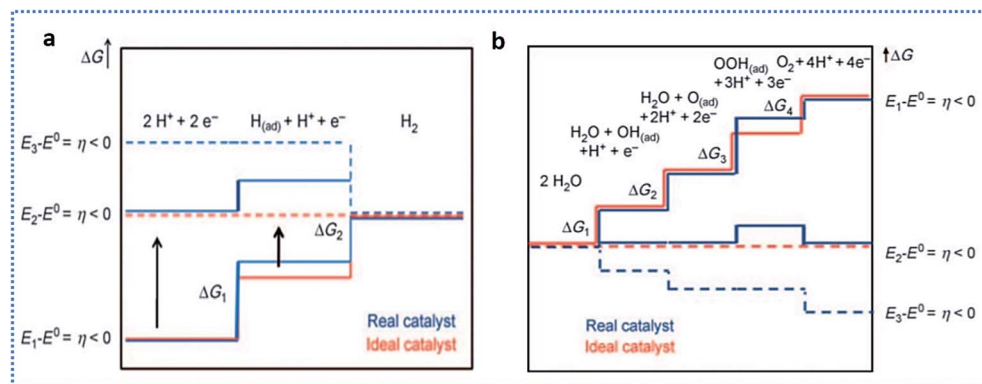 a
ΔG
2 H⁺ + 2 e⁻
H(ad) + H⁺ + e⁻
H₂
E₃-E⁰ = η < 0
E₂-E⁰ = η < 0
ΔG₂
ΔG₁
Real catalyst
Ideal catalyst
E₁-E⁰ = η < 0
b
ΔG
OOH(ad)
+3H⁺ + 3e⁻
O₂ + 4H⁺ + 4e⁻
E₁-E⁰ = η < 0
H₂O + O(ad)
+2H⁺ + 2e⁻
ΔG₄
H₂O + OH(ad)
+H⁺ + e⁻
ΔG₃
2 H₂O
ΔG₂
ΔG₁
E₂-E⁰ = η < 0
E₃-E⁰ = η < 0
Real catalyst
Ideal catalyst